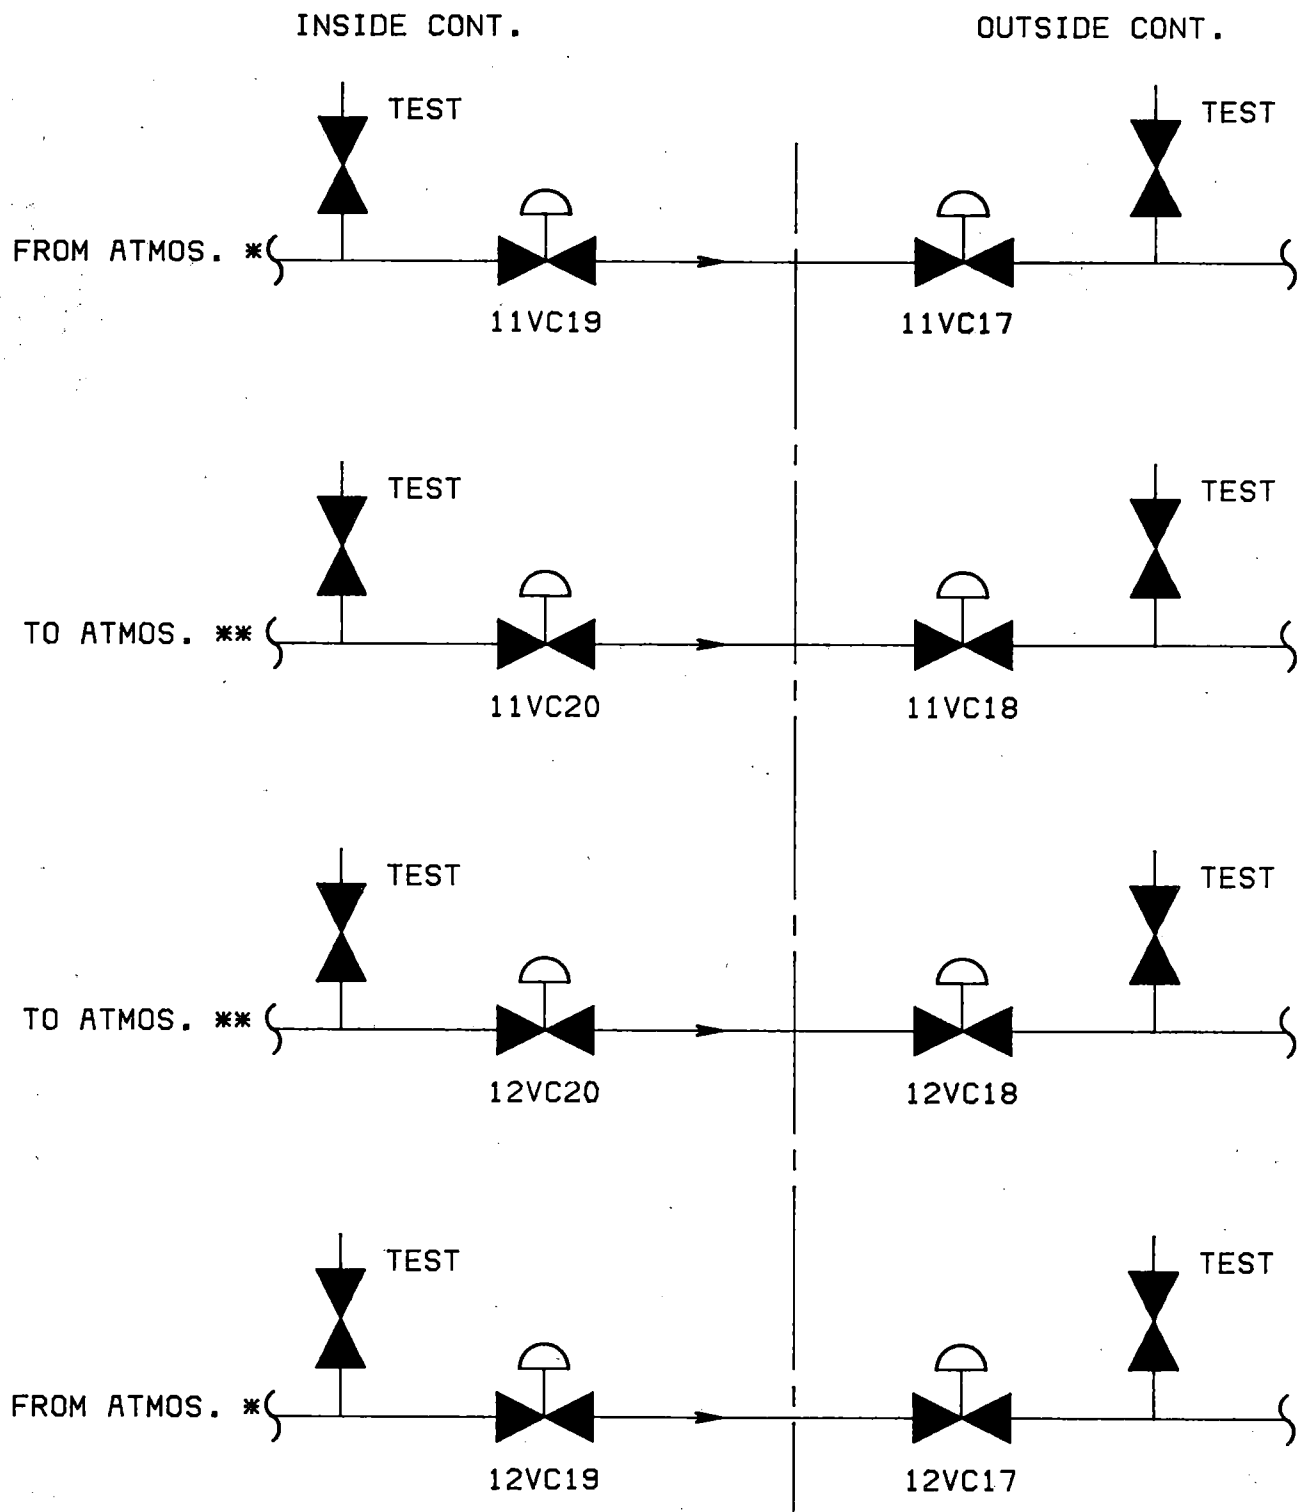 INSIDE CONT.
OUTSIDE CONT.
TEST
TEST
FROM ATMOS. *
11VC19
11VC17
TEST
TEST
TO ATMOS. **
11VC20
11VC18
TEST
TEST
TO ATMOS. **
12VC20
12VC18
TEST
TEST
FROM ATMOS. *
12VC19
12VC17